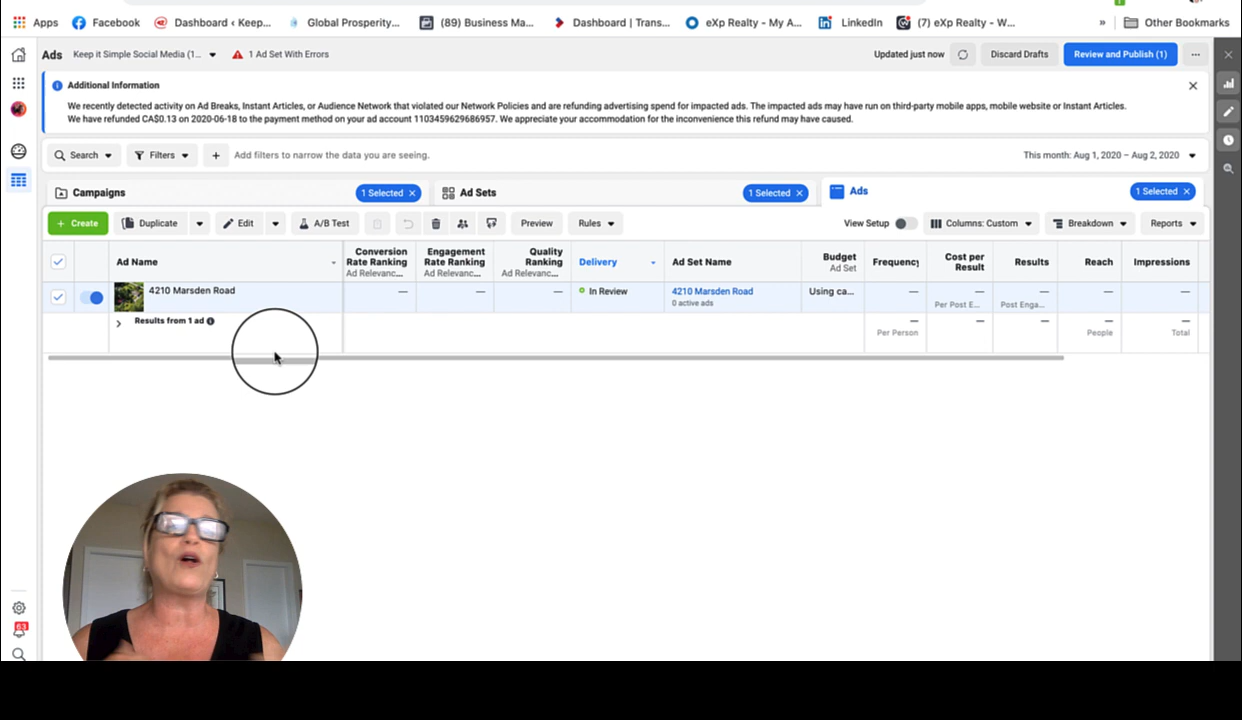 Apps Facebook Dashboard ‹ Keep... Global Prosperity... (89) Business Ma... Dashboard | Trans... eXp Realty - My A... LinkedIn (7) eXp Realty - W... » Other Bookmarks
Ads Keep it Simple Social Media (1... 1 Ad Set With Errors Updated just now Discard Drafts Review and Publish (1) ...
Additional Information
We recently detected activity on Ad Breaks, Instant Articles, or Audience Network that violated our Network Policies and are refunding advertising spend for impacted ads. The impacted ads may have run on third-party mobile apps, mobile website or Instant Articles.
We have refunded CA$0.13 on 2020-06-18 to the payment method on your ad account 1103459629686957. We appreciate your accommodation for the inconvenience this refund may have caused.
Search Filters + Add filters to narrow the data you are seeing. This month: Aug 1, 2020 – Aug 2, 2020
Campaigns 1 Selected × Ad Sets 1 Selected × Ads 1 Selected ×
+ Create Duplicate Edit A/B Test Preview Rules View Setup Columns: Custom Breakdown Reports
Ad Name Conversion Rate Ranking Ad Relevanc... Engagement Rate Ranking Ad Relevanc... Quality Ranking Ad Relevanc... Delivery Ad Set Name Budget Ad Set Frequency Cost per Result Results Reach Impressions
4210 Marsden Road — — — In Review 4210 Marsden Road Using ca... — — — — —
0 active ads Per Post E... Post Enga...
Results from 1 ad — — — — —
Per Person People Total
63